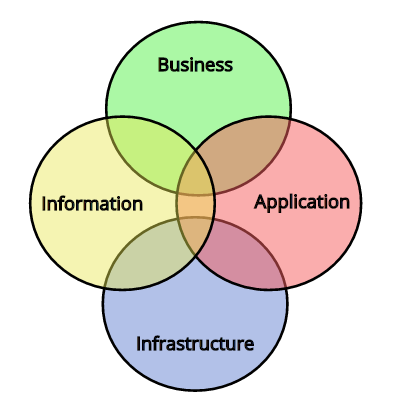 Business
Information
Application
Infrastructure